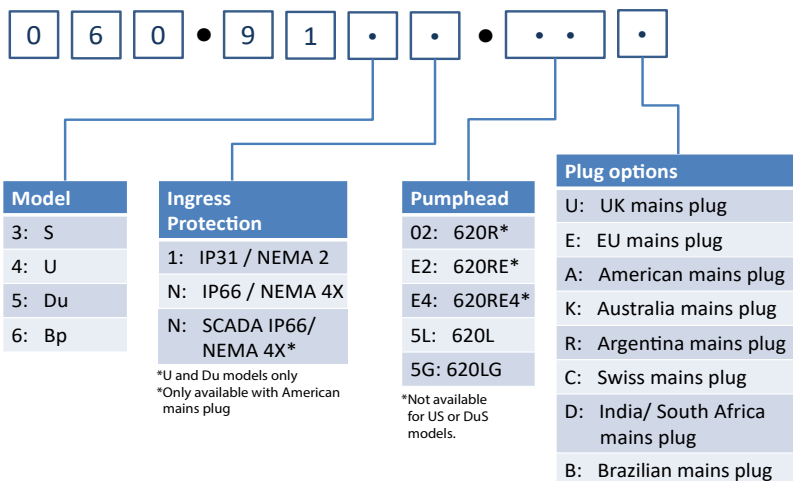 0 6 0 • 9 1 • • • • • •
Model
3: S
4: U
5: Du
6: Bp
Ingress
Protection
1: IP31 / NEMA 2
N: IP66 / NEMA 4X
N: SCADA IP66/
NEMA 4X*
*U and Du models only
*Only available with American
mains plug
Pumphead
02: 620R*
E2: 620RE*
E4: 620RE4*
5L: 620L
5G: 620LG
*Not available
for US or DuS
models.
Plug options
U: UK mains plug
E: EU mains plug
A: American mains plug
K: Australia mains plug
R: Argentina mains plug
C: Swiss mains plug
D: India/ South Africa
mains plug
B: Brazilian mains plug